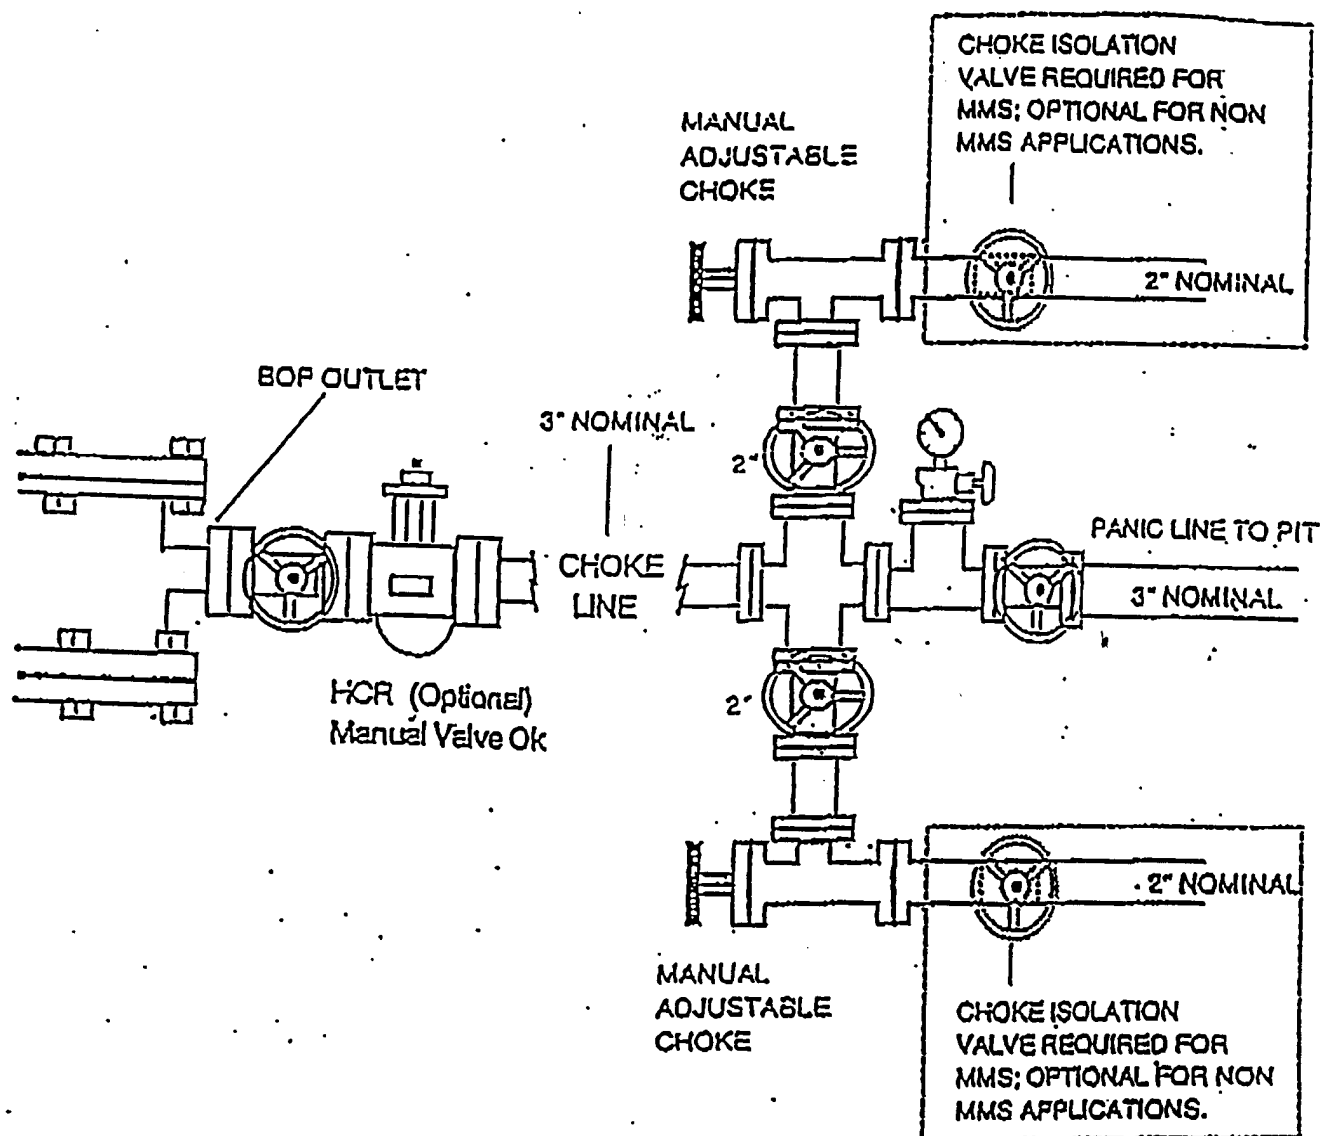 CHOKE ISOLATION
VALVE REQUIRED FOR
MMS; OPTIONAL FOR NON
MMS APPLICATIONS.
MANUAL
ADJUSTABLE
CHOKE
2" NOMINAL
BOP OUTLET
3" NOMINAL
2"
PANIC LINE TO PIT
CHOKE
LINE
3" NOMINAL
HCR (Optional)
Manual Valve Ok
2"
2" NOMINAL
MANUAL
ADJUSTABLE
CHOKE
CHOKE ISOLATION
VALVE REQUIRED FOR
MMS; OPTIONAL FOR NON
MMS APPLICATIONS.